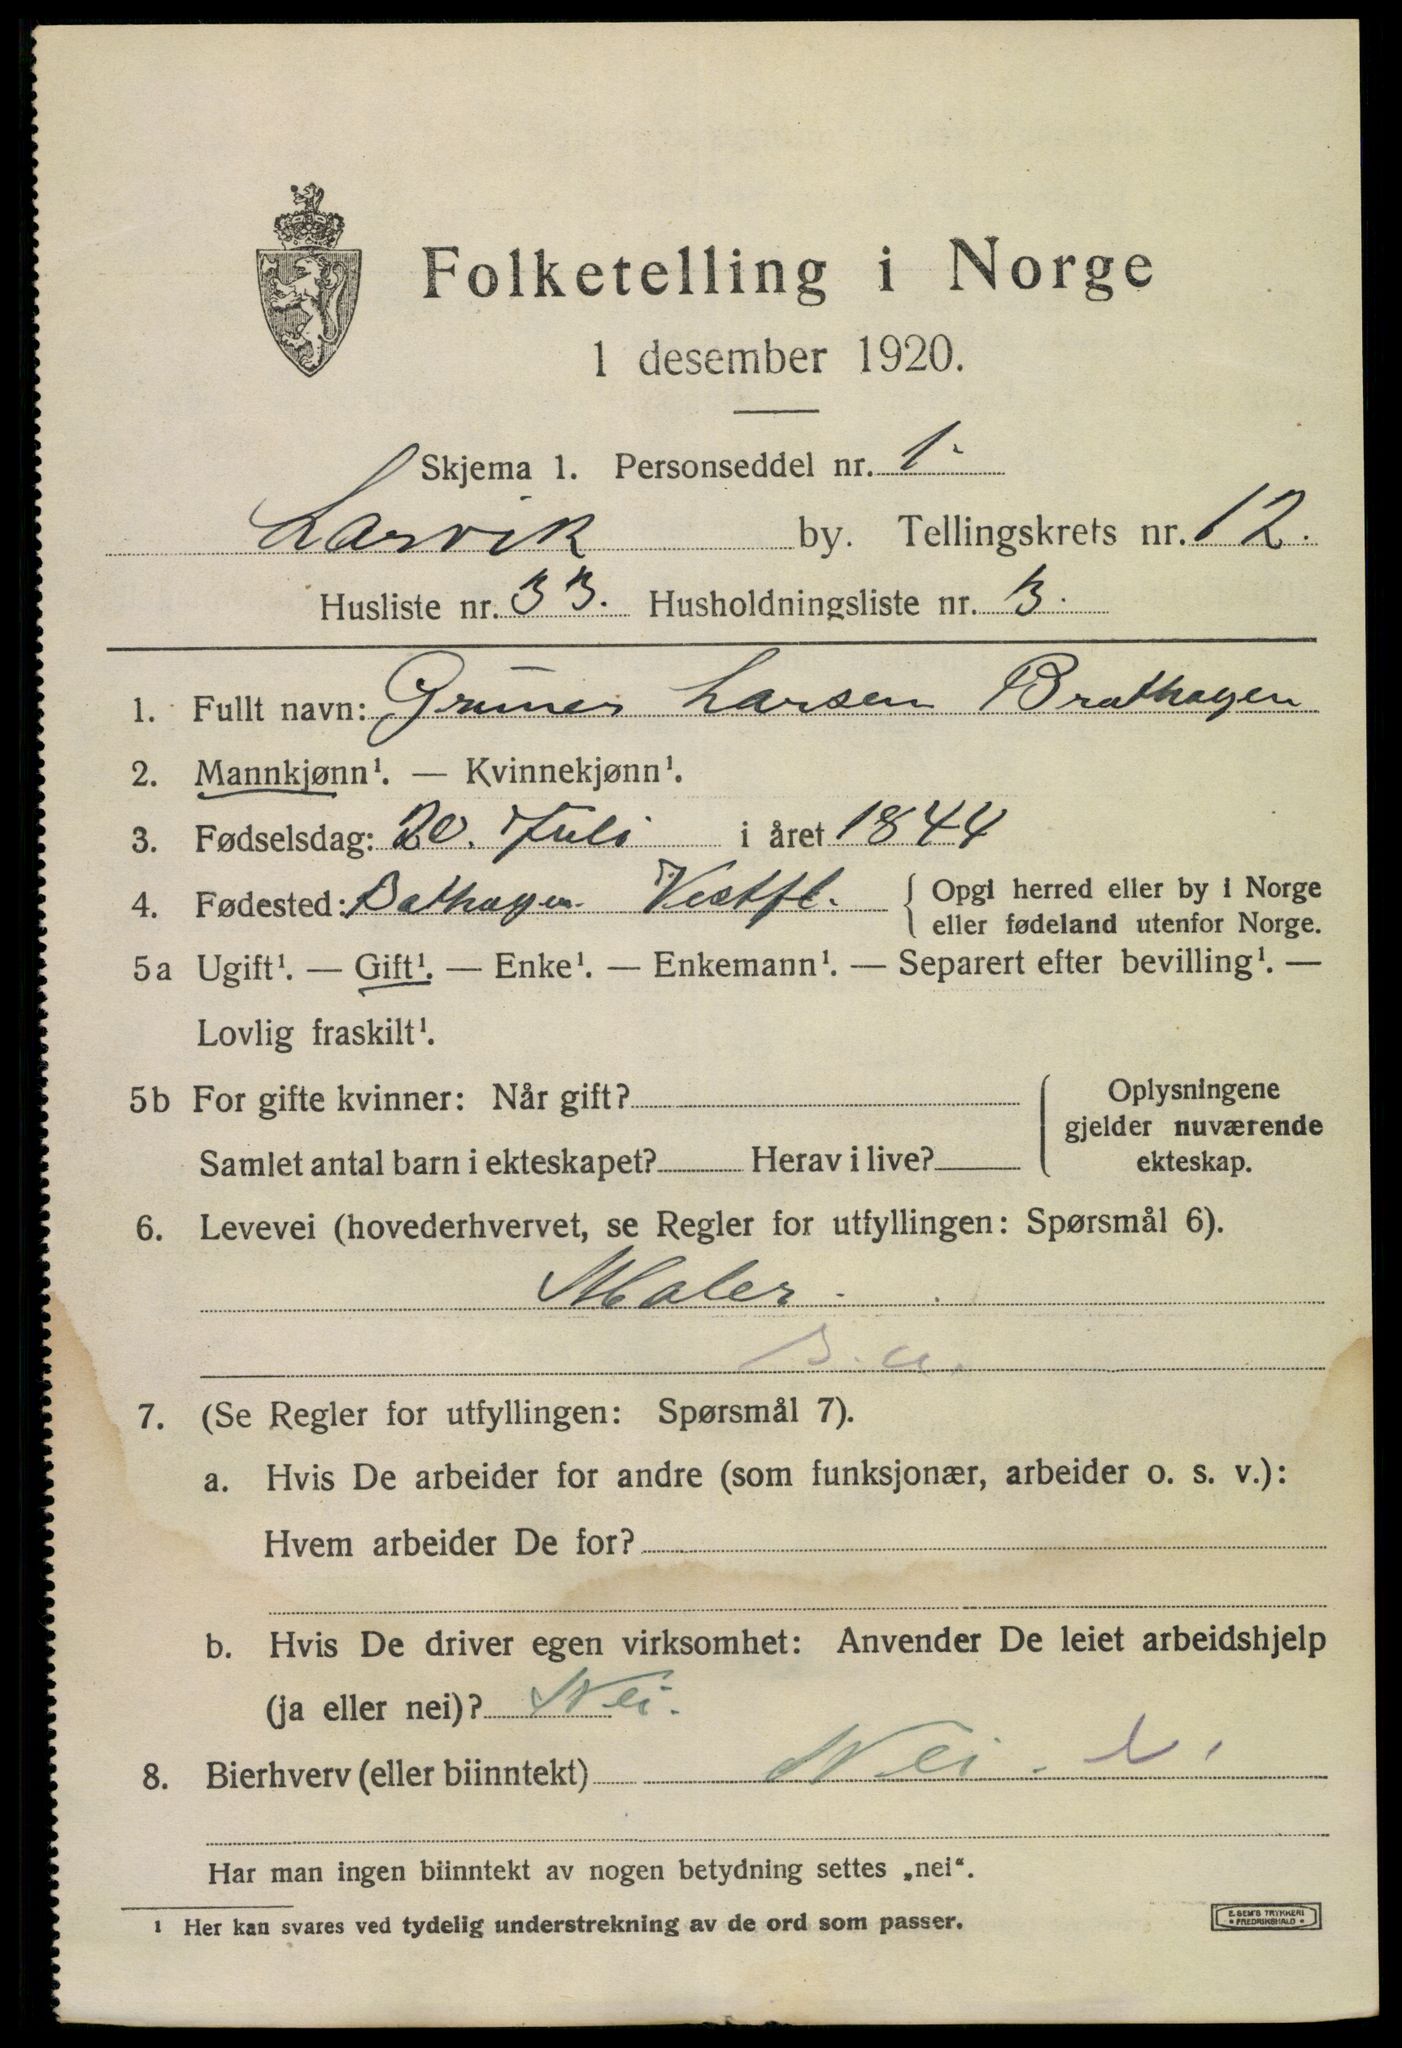 Folketelling i Norge
1 desember 1920.
Skjema 1. Personseddel nr. 1
Larvik by. Tellingskrets nr. 12.
Husliste nr. 33. Husholdningsliste nr. 3.
1. Fullt navn: Grüner Larsen Brathagen
2. Mannkjønn¹. — Kvinnekjønn¹.
3. Fødselsdag: 20. Juli i året 1844
4. Fødested: Vestf. { Opgi herred eller by i Norge
eller fødeland utenfor Norge.
5a Ugift¹. — Gift¹. — Enke¹. — Enkemann¹. — Separert efter bevilling¹. —
Lovlig fraskilt¹.
5b For gifte kvinner: Når gift?
Samlet antal barn i ekteskapet? Herav i live?
Oplysningene
gjelder nuværende
ekteskap.
6. Levevei (hovederhvervet, se Regler for utfyllingen: Spørsmål 6).
Maler.
7. (Se Regler for utfyllingen: Spørsmål 7).
a. Hvis De arbeider for andre (som funksjonær, arbeider o. s. v.):
Hvem arbeider De for?
b. Hvis De driver egen virksomhet: Anvender De leiet arbeidshjelp
(ja eller nei)? Nei.
8. Bierhverv (eller biinntekt) Nei.
Har man ingen biinntekt av nogen betydning settes „nei“.
¹ Her kan svares ved tydelig understrekning av de ord som passer.
E. SEM'S TRYKKERI
• FREDRIKSHALD •